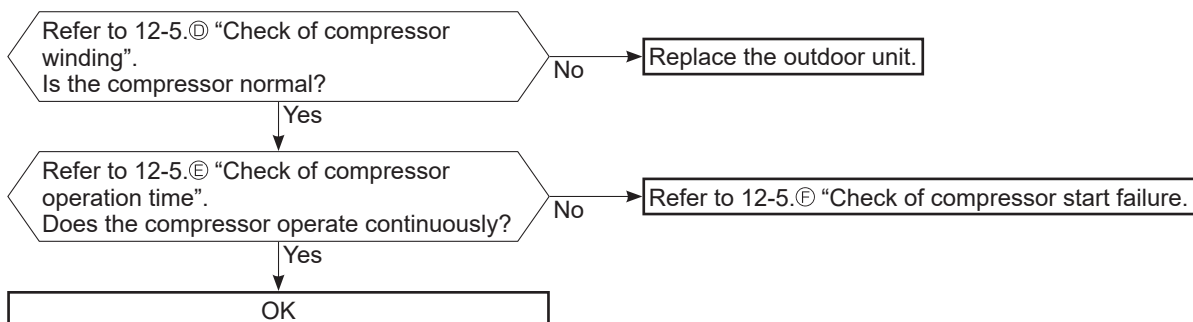 Refer to 12-5.Ⓓ “Check of compressor
winding”.
Is the compressor normal?
No
Replace the outdoor unit.
Yes
Refer to 12-5.Ⓔ “Check of compressor
operation time”.
Does the compressor operate continuously?
No
Refer to 12-5.Ⓕ “Check of compressor start failure.
Yes
OK